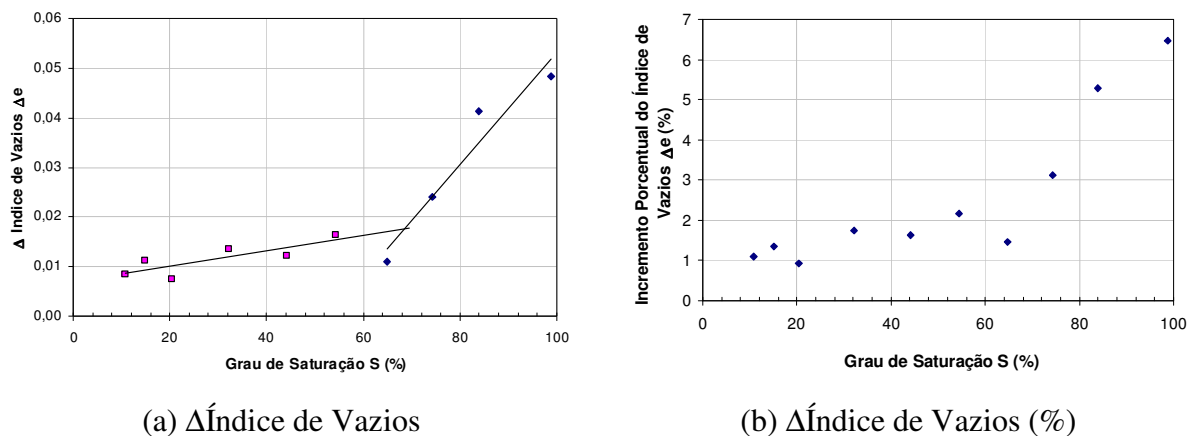 0,06
0,05
0,04
0,03
0,02
0,01
0,00
Δ Indice de Vazios Δe
0 20 40 60 80 100
Grau de Saturação S (%)
(a) ΔÍndice de Vazios
7
6
5
4
3
2
1
0
Incremento Porcentual do Índice de
Vazios Δe (%)
0 20 40 60 80 100
Grau de Saturação S (%)
(b) ΔÍndice de Vazios (%)